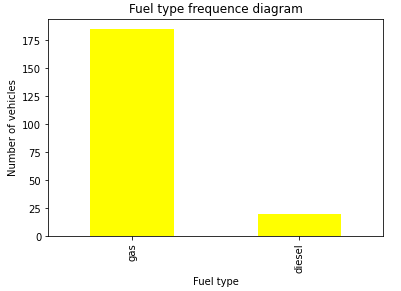 Fuel type frequence diagram
Number of vehicles
175
150
125
100
75
50
25
0
gas
diesel
Fuel type